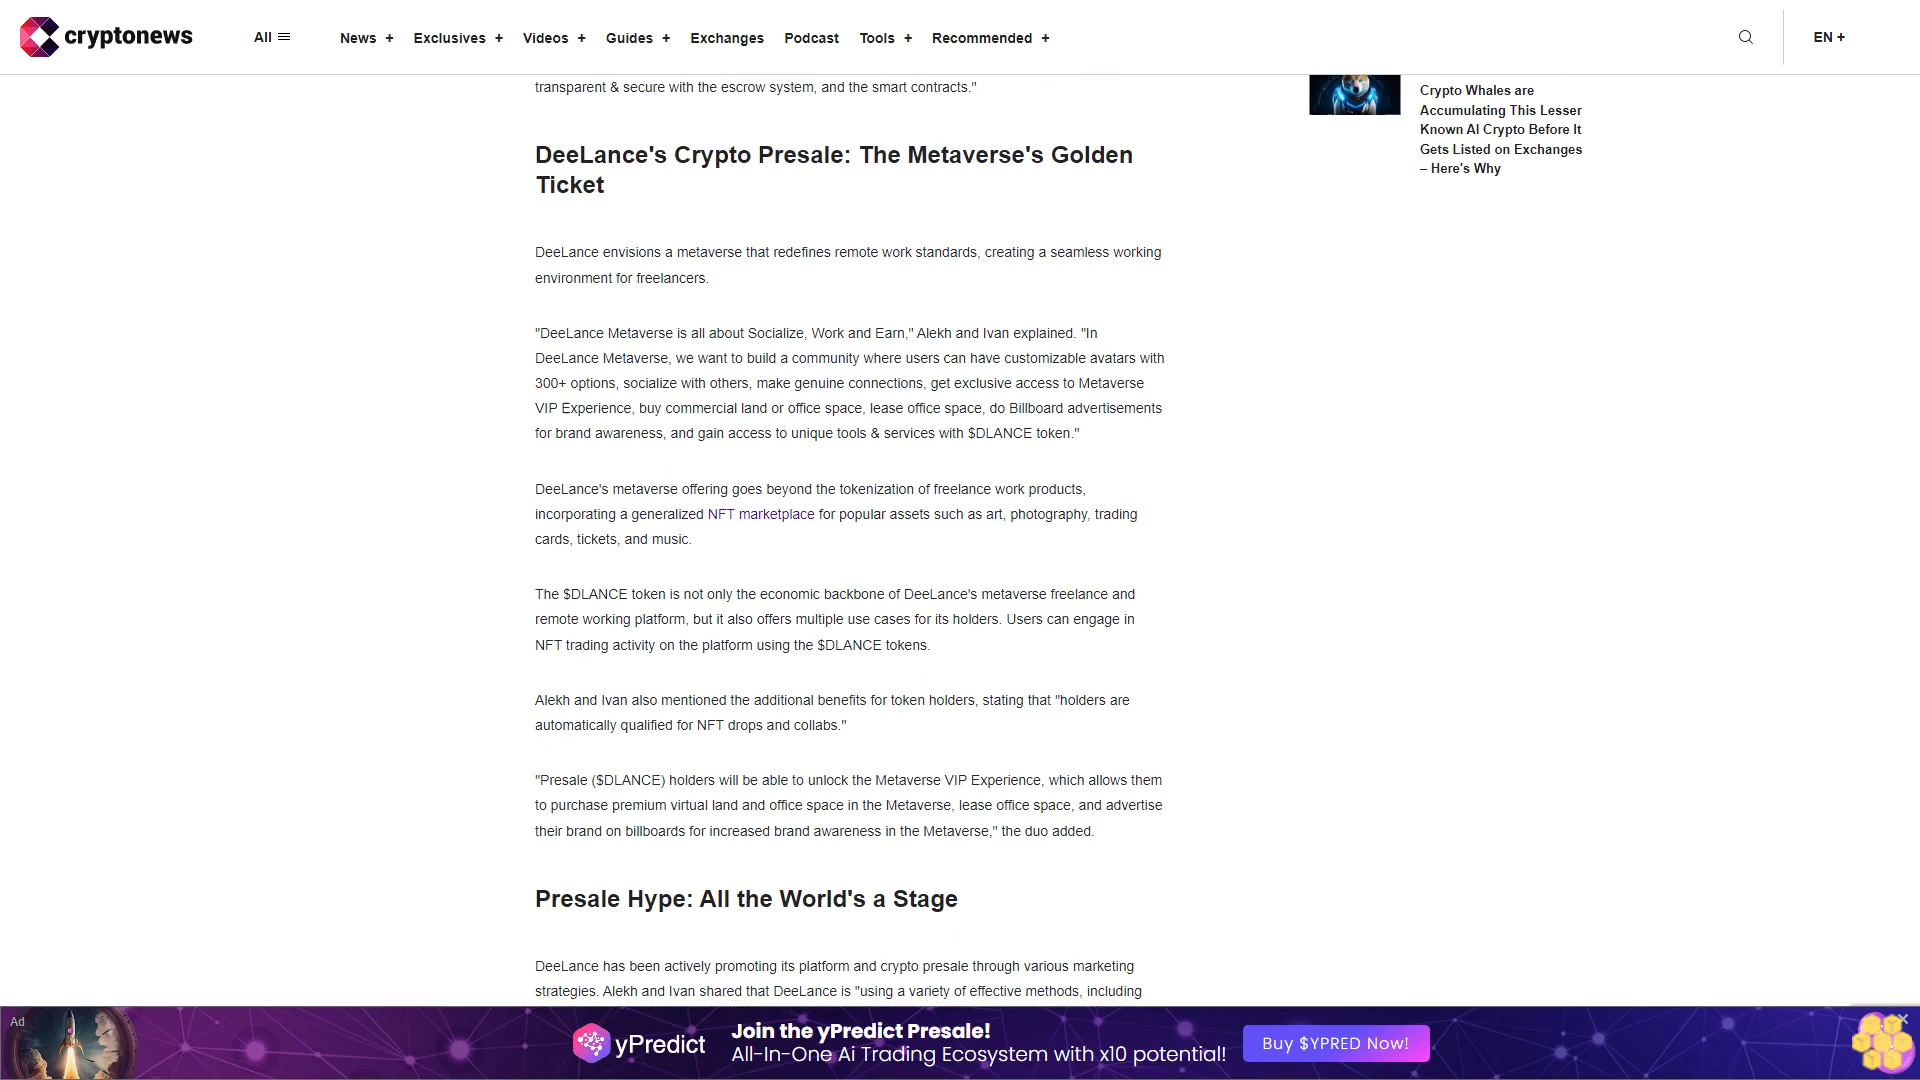 cryptonews
All
News +
Exclusives +
Videos +
Guides +
Exchanges
Podcast
Tools +
Recommended +
EN +
transparent & secure with the escrow system, and the smart contracts."
DeeLance's Crypto Presale: The Metaverse's Golden
Ticket
DeeLance envisions a metaverse that redefines remote work standards, creating a seamless working
environment for freelancers.
"DeeLance Metaverse is all about Socialize, Work and Earn," Alekh and Ivan explained. "In
DeeLance Metaverse, we want to build a community where users can have customizable avatars with
300+ options, socialize with others, make genuine connections, get exclusive access to Metaverse
VIP Experience, buy commercial land or office space, lease office space, do Billboard advertisements
for brand awareness, and gain access to unique tools & services with $DLANCE token."
DeeLance's metaverse offering goes beyond the tokenization of freelance work products,
incorporating a generalized NFT marketplace for popular assets such as art, photography, trading
cards, tickets, and music.
The $DLANCE token is not only the economic backbone of DeeLance's metaverse freelance and
remote working platform, but it also offers multiple use cases for its holders. Users can engage in
NFT trading activity on the platform using the $DLANCE tokens.
Alekh and Ivan also mentioned the additional benefits for token holders, stating that "holders are
automatically qualified for NFT drops and collabs."
"Presale ($DLANCE) holders will be able to unlock the Metaverse VIP Experience, which allows them
to purchase premium virtual land and office space in the Metaverse, lease office space, and advertise
their brand on billboards for increased brand awareness in the Metaverse," the duo added.
Presale Hype: All the World's a Stage
DeeLance has been actively promoting its platform and crypto presale through various marketing
strategies. Alekh and Ivan shared that DeeLance is "using a variety of effective methods, including
Crypto Whales are
Accumulating This Lesser
Known AI Crypto Before It
Gets Listed on Exchanges
– Here's Why
Ad
yPredict
Join the yPredict Presale!
All-In-One Ai Trading Ecosystem with x10 potential!
Buy $YPRED Now!